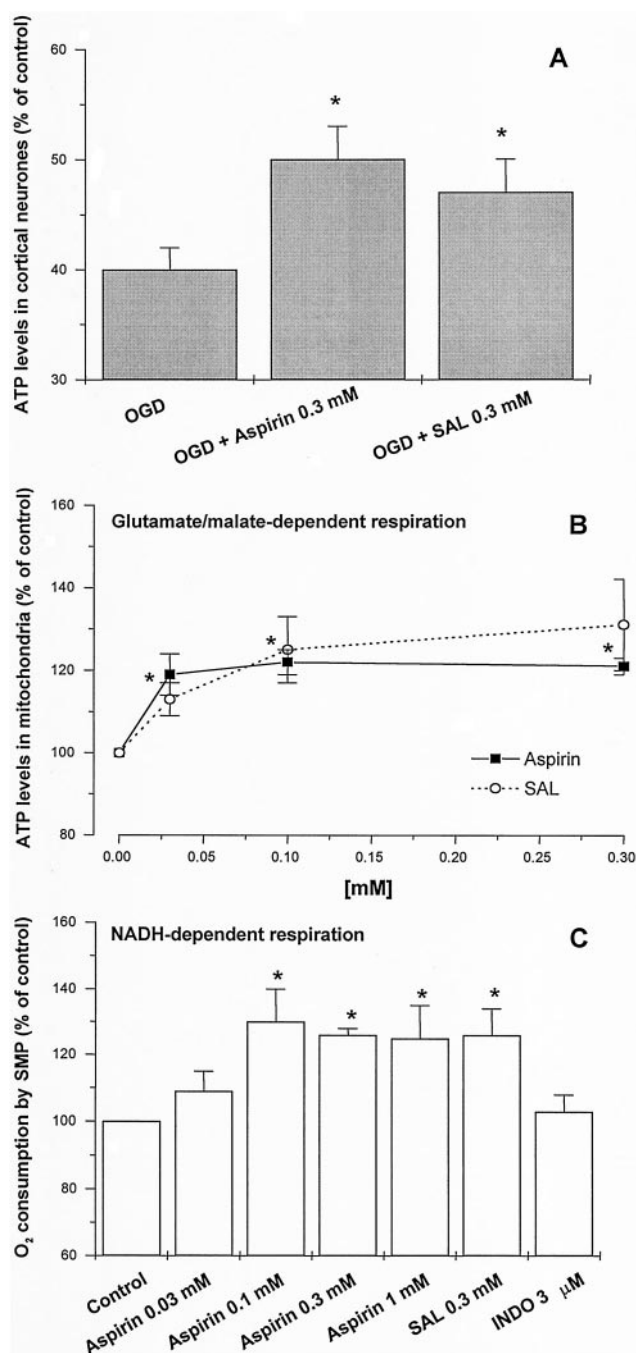 A
ATP levels in cortical neurones (% of control)
60
50
40
30
*
*
OGD
OGD + Aspirin 0.3 mM
OGD + SAL 0.3 mM
Glutamate/malate-dependent respiration
B
ATP levels in mitochondria (% of control)
160
140
120
100
80
*
*
*
Aspirin
SAL
0.00 0.05 0.10 0.15 0.20 0.25 0.30
[mM]
NADH-dependent respiration
C
O₂ consumption by SMP (% of control)
160
140
120
100
80
60
*
*
*
*
Control
Aspirin 0.03 mM
Aspirin 0.1 mM
Aspirin 0.3 mM
Aspirin 1 mM
SAL 0.3 mM
INDO 3 μM